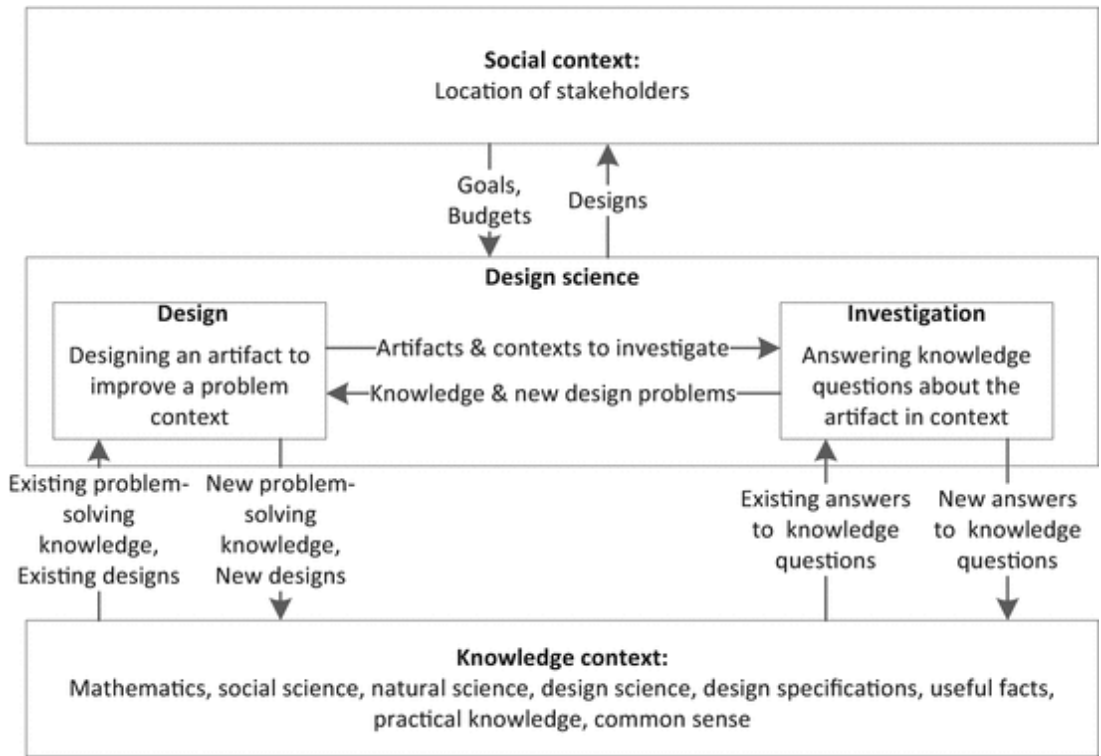 Social context:
Location of stakeholders
Goals,
Budgets
Designs
Design science
Design
Designing an artifact to
improve a problem
context
Artifacts & contexts to investigate
Knowledge & new design problems
Investigation
Answering knowledge
questions about the
artifact in context
Existing problem-
solving
knowledge,
Existing designs
New problem-
solving
knowledge,
New designs
Existing answers
to knowledge
questions
New answers
to knowledge
questions
Knowledge context:
Mathematics, social science, natural science, design science, design specifications, useful facts,
practical knowledge, common sense